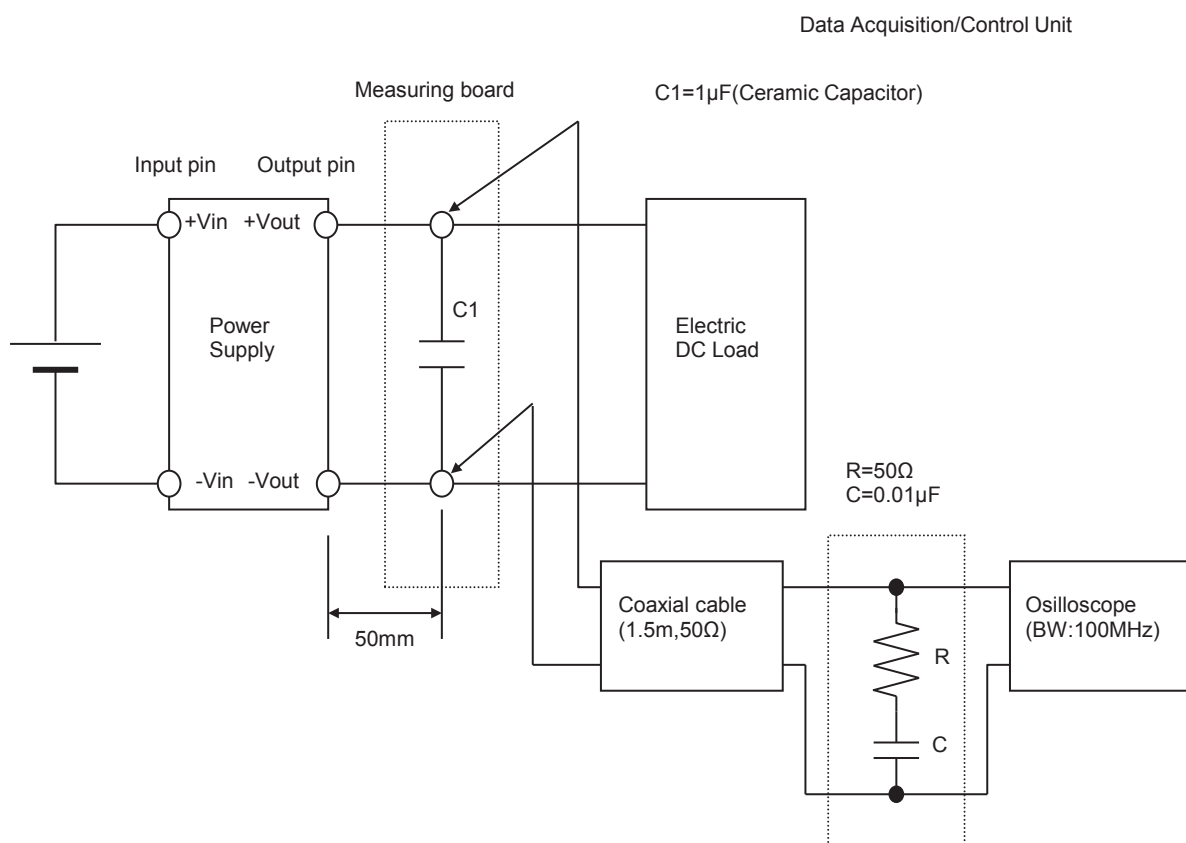 Data Acquisition/Control Unit
Measuring board
C1=1µF(Ceramic Capacitor)
Input pin
Output pin
+Vin
+Vout
C1
Power
Supply
Electric
DC Load
-Vin
-Vout
R=50Ω
C=0.01µF
50mm
Coaxial cable
(1.5m,50Ω)
R
C
Osilloscope
(BW:100MHz)